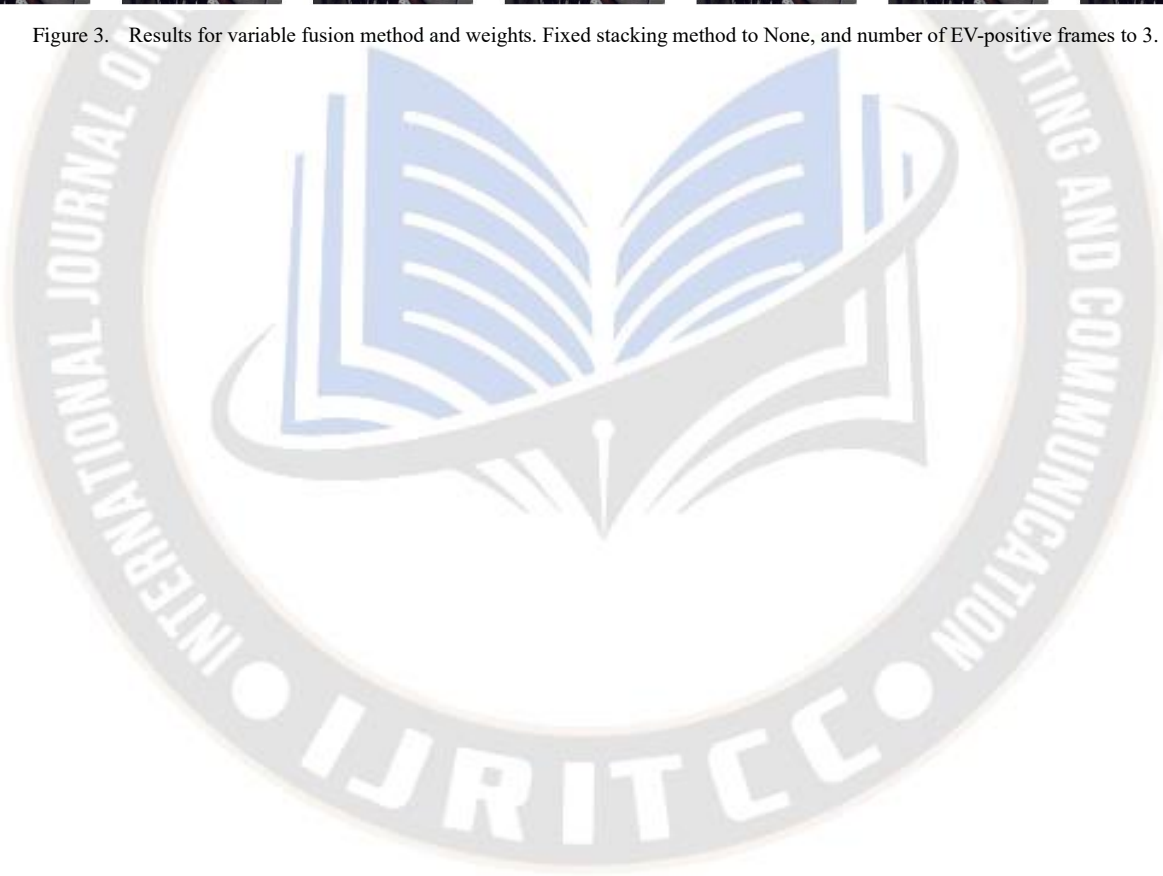 Figure 3. Results for variable fusion method and weights. Fixed stacking method to None, and number of EV-positive frames to 3.
INTERNATIONAL JOURNAL ON
UTING AND COMMUNICATION
IJRITCC